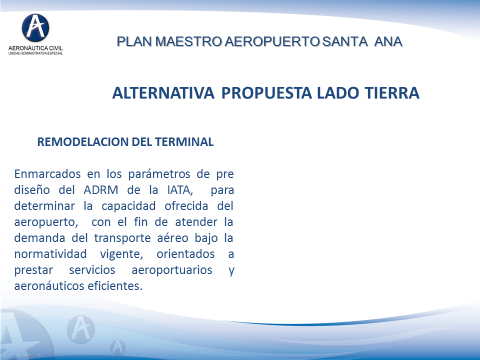 PLAN MAESTRO AEROPUERTO SANTA ANA
AERONÁUTICA CIVIL
UNIDAD ADMINISTRATIVA ESPECIAL
ALTERNATIVA PROPUESTA LADO TIERRA
REMODELACION DEL TERMINAL
Enmarcados en los parámetros de pre
diseño del ADRM de la IATA, para
determinar la capacidad ofrecida del
aeropuerto, con el fin de atender la
demanda del transporte aéreo bajo la
normatividad vigente, orientados a
prestar servicios aeroportuarios y
aeronáuticos eficientes.